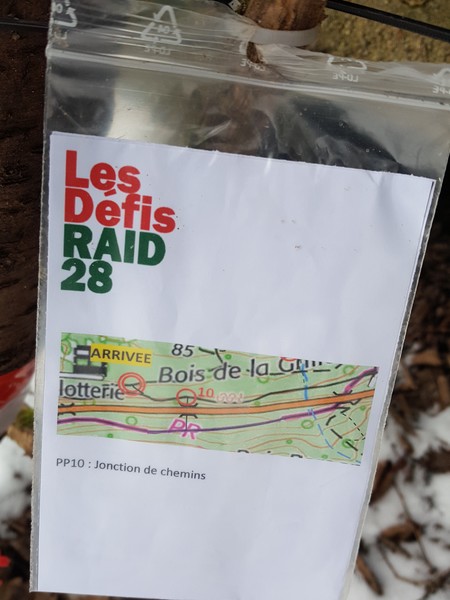 Les
Défis
RAID
28
ARRIVEE
85
Bois de la
lotterie
10
PR
PP10 : Jonction de chemins